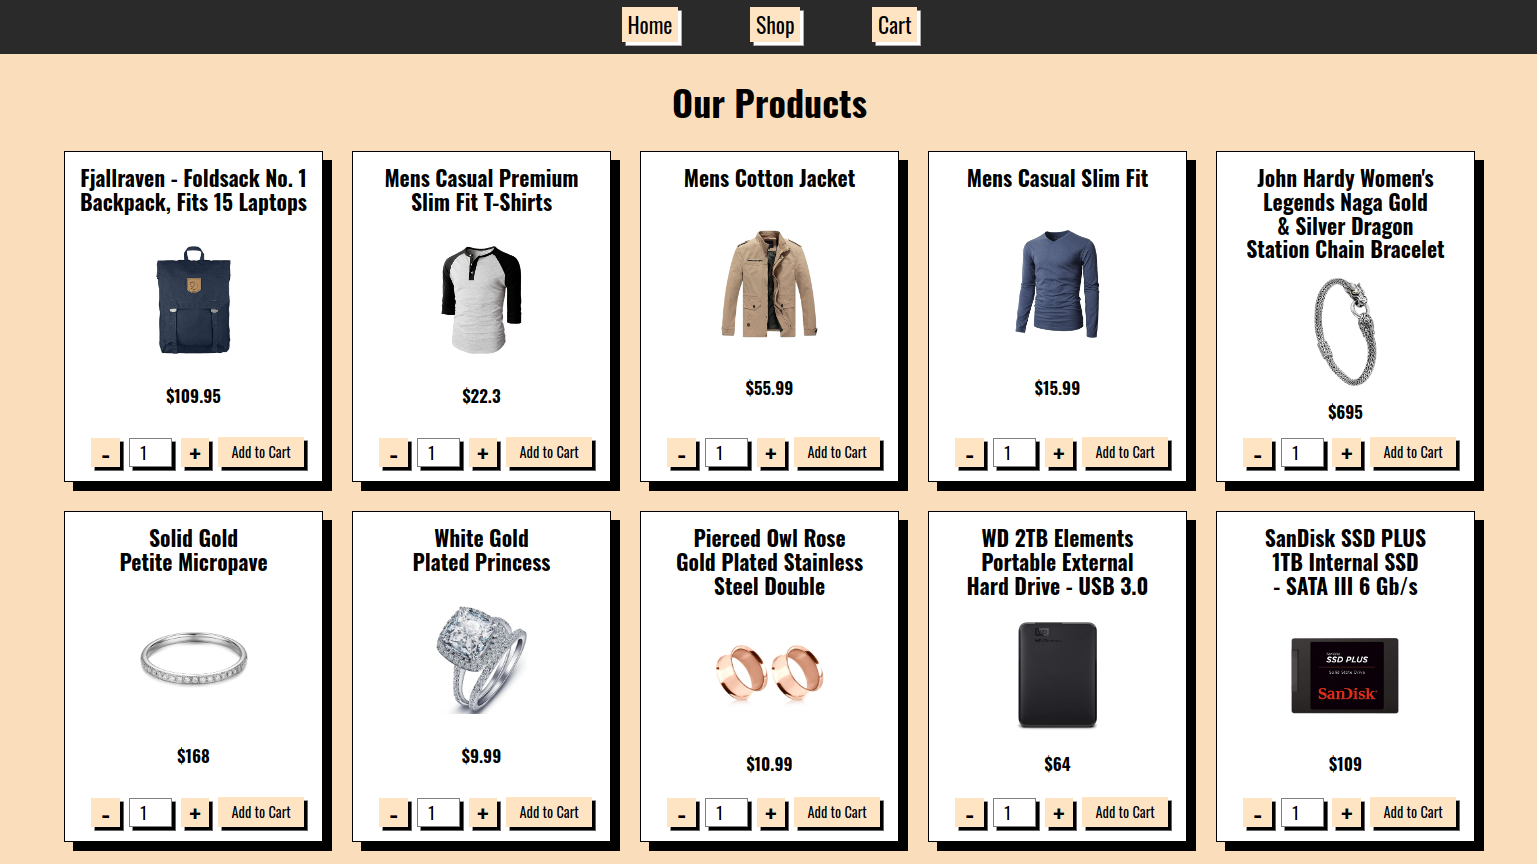 Home
Shop
Cart
Our Products
Fjallraven - Foldsack No. 1
Backpack, Fits 15 Laptops
$109.95
- 1 + Add to Cart
Mens Casual Premium
Slim Fit T-Shirts
$22.3
- 1 + Add to Cart
Mens Cotton Jacket
$55.99
- 1 + Add to Cart
Mens Casual Slim Fit
$15.99
- 1 + Add to Cart
John Hardy Women's
Legends Naga Gold
& Silver Dragon
Station Chain Bracelet
$695
- 1 + Add to Cart
Solid Gold
Petite Micropave
$168
- 1 + Add to Cart
White Gold
Plated Princess
$9.99
- 1 + Add to Cart
Pierced Owl Rose
Gold Plated Stainless
Steel Double
$10.99
- 1 + Add to Cart
WD 2TB Elements
Portable External
Hard Drive - USB 3.0
$64
- 1 + Add to Cart
SanDisk SSD PLUS
1TB Internal SSD
- SATA III 6 Gb/s
SSD PLUS
Solid State Drive
SanDisk
$109
- 1 + Add to Cart